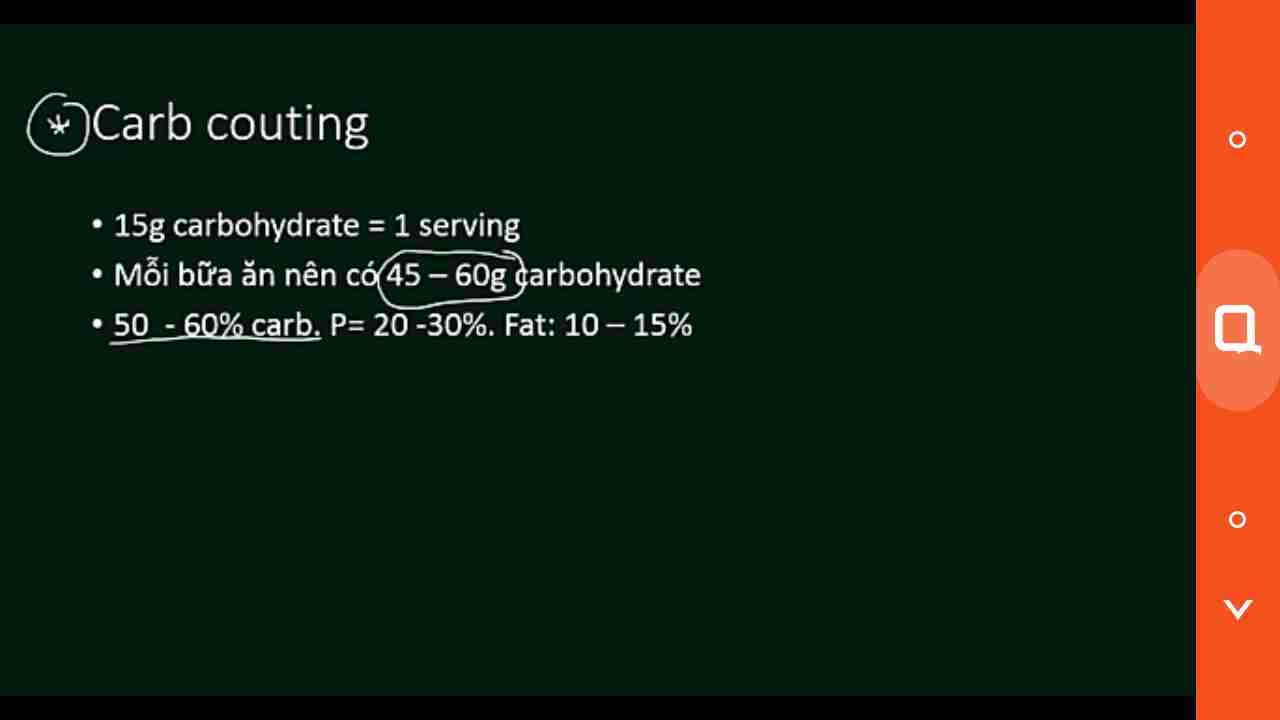 * Carb couting
• 15g carbohydrate = 1 serving
• Mỗi bữa ăn nên có 45 – 60g carbohydrate
• 50 - 60% carb. P= 20 -30%. Fat: 10 – 15%